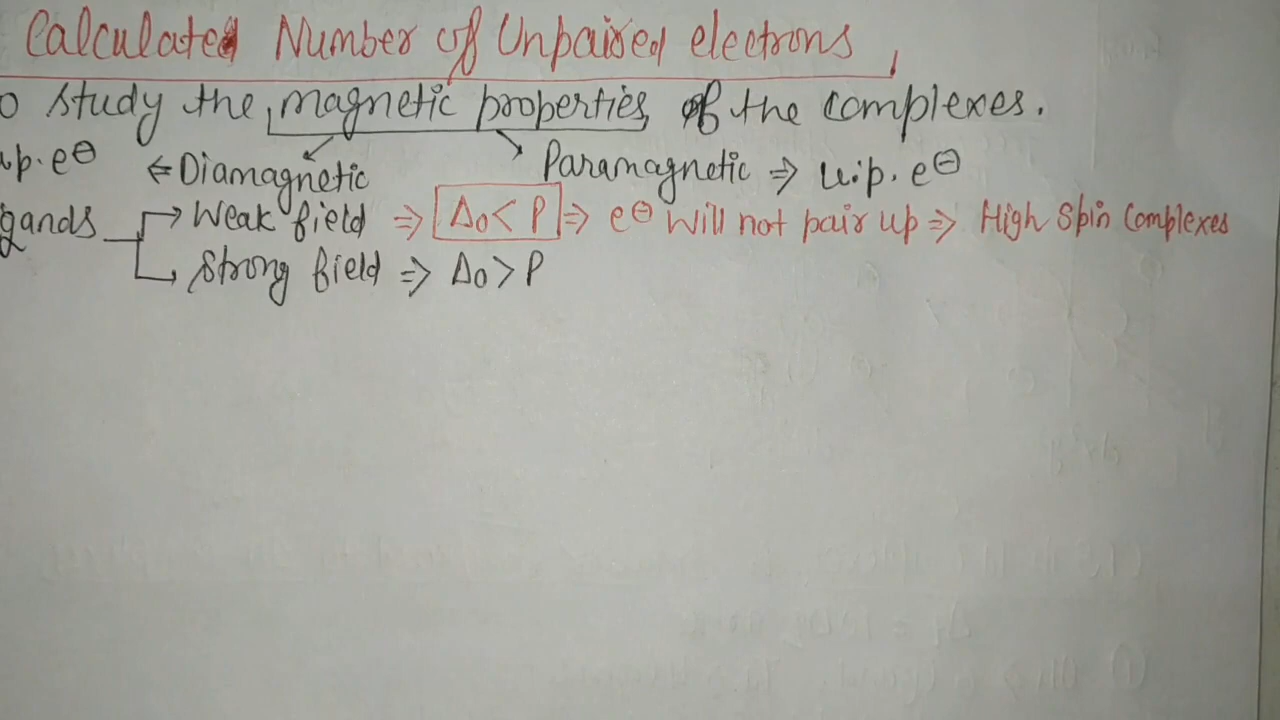 Calculated Number of Unpaired electrons,
o study the magnetic properties of the complexes.
up.e⊖ ⇐ Diamagnetic Paramagnetic ⇒ u.p.e⊖
gands → Weak field ⇒ Δo < P ⇒ e⊖ will not pair up ⇒ High Spin Complexes
→ Strong field ⇒ Δo > P